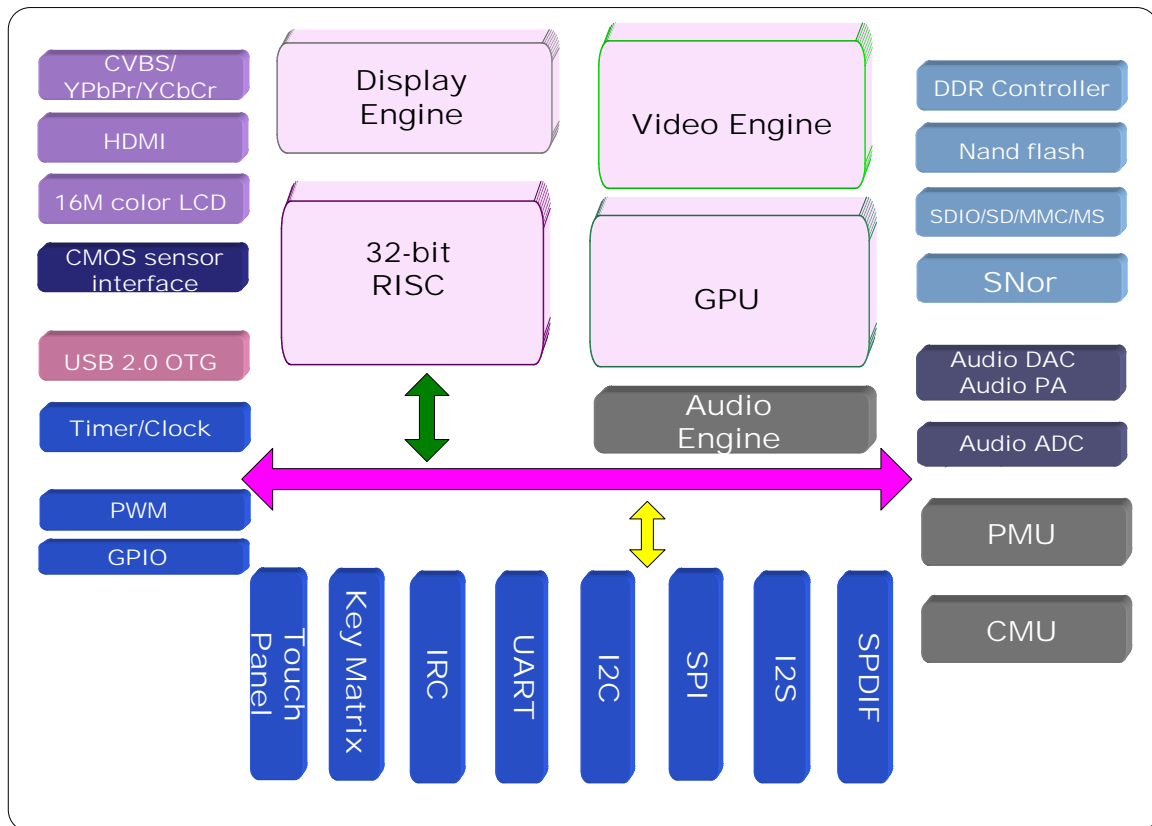 CVBS/
YPbPr/YCbCr
HDMI
16M color LCD
CMOS sensor
interface
USB 2.0 OTG
Timer/Clock
PWM
GPIO
Display
Engine
Video Engine
32-bit
RISC
GPU
Audio
Engine
DDR Controller
Nand flash
SDIO/SD/MMC/MS
SNor
Audio DAC
Audio PA
Audio ADC
PMU
CMU
Touch
Panel
Key Matrix
IRC
UART
I2C
SPI
I2S
SPDIF